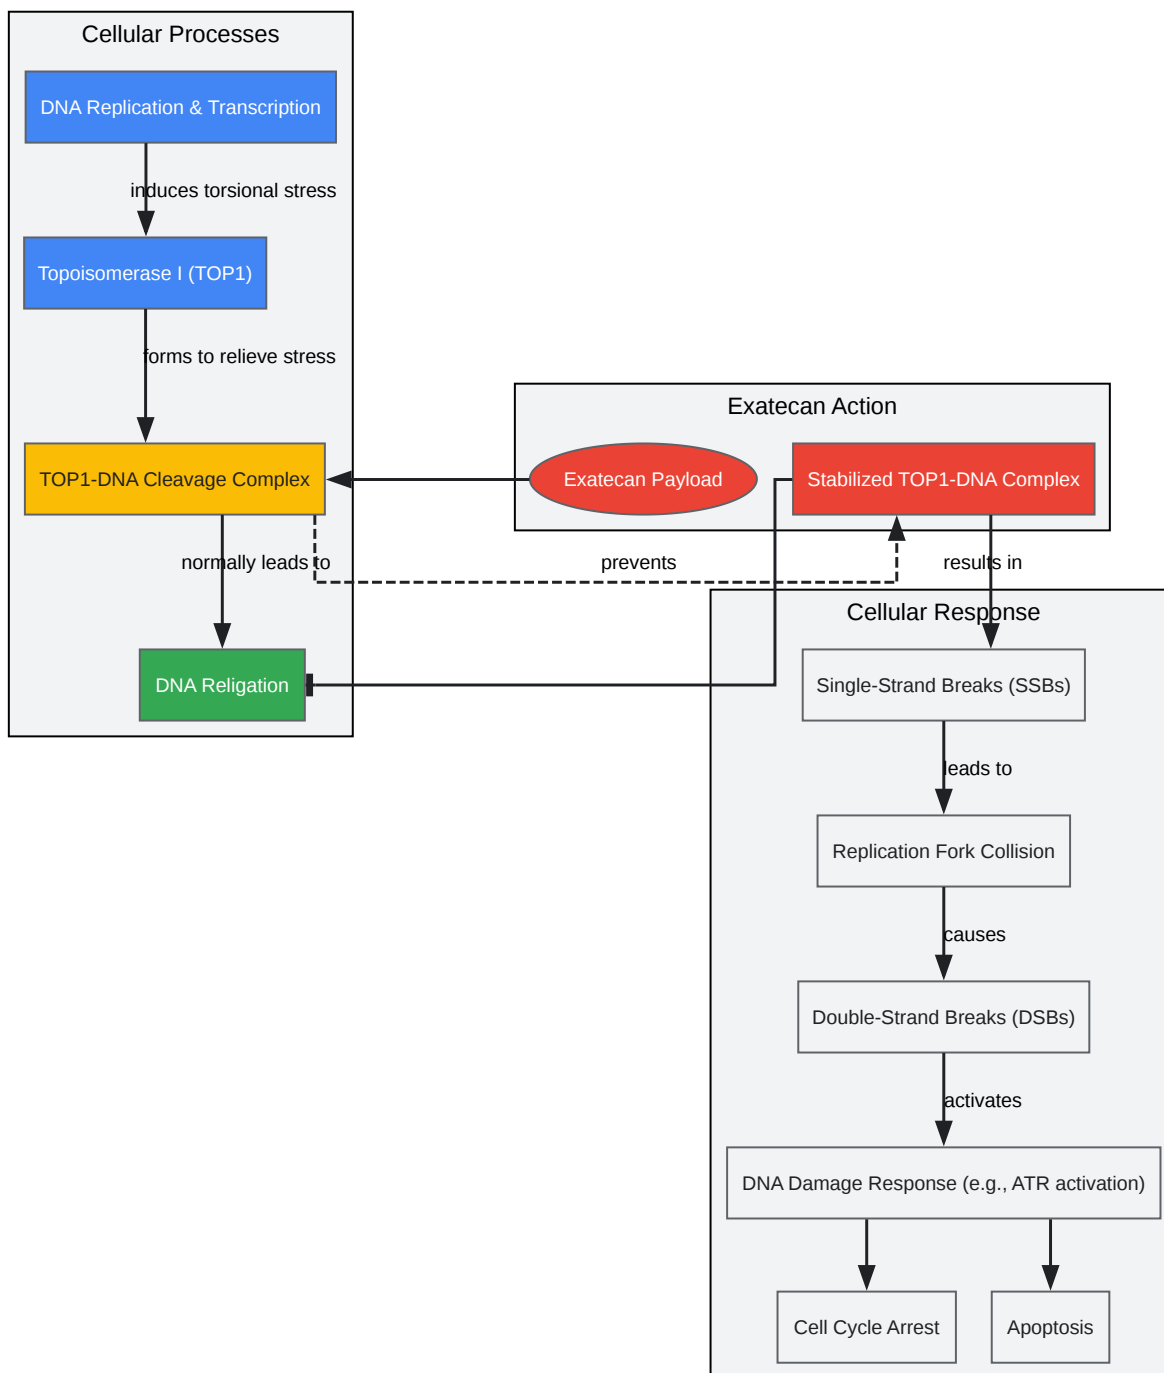 Cellular Processes
DNA Replication & Transcription
induces torsional stress
Topoisomerase I (TOP1)
forms to relieve stress
TOP1-DNA Cleavage Complex
normally leads to
DNA Religation
Exatecan Action
Exatecan Payload
Stabilized TOP1-DNA Complex
prevents
results in
Cellular Response
Single-Strand Breaks (SSBs)
leads to
Replication Fork Collision
causes
Double-Strand Breaks (DSBs)
activates
DNA Damage Response (e.g., ATR activation)
Cell Cycle Arrest
Apoptosis